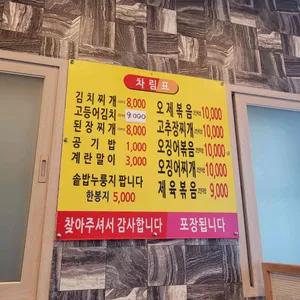 차림표
김치찌개 8,000
고등어김치 9,000
된장찌개 8,000
공기밥 1,000
계란말이 3,000
솥밥누룽지 팝니다
한봉지 5,000
오제볶음 10,000
고추장찌개 10,000
오징어볶음 10,000
오징어찌개 10,000
제육볶음 9,000
찾아주셔서 감사합니다
포장됩니다